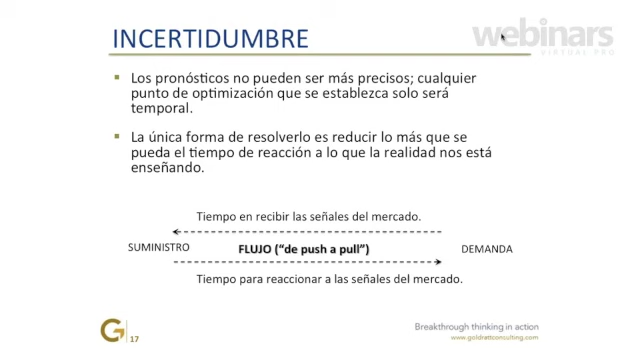 INCERTIDUMBRE
webinars
VIRTUAL PRO
Los pronósticos no pueden ser más precisos; cualquier
punto de optimización que se establezca solo será
temporal.
La única forma de resolverlo es reducir lo más que se
pueda el tiempo de reacción a lo que la realidad nos está
enseñando.
Tiempo en recibir las señales del mercado.
SUMINISTRO
FLUJO (“de push a pull”)
DEMANDA
Tiempo para reaccionar a las señales del mercado.
G
17
Breakthrough thinking in action
www.goldrattconsulting.com